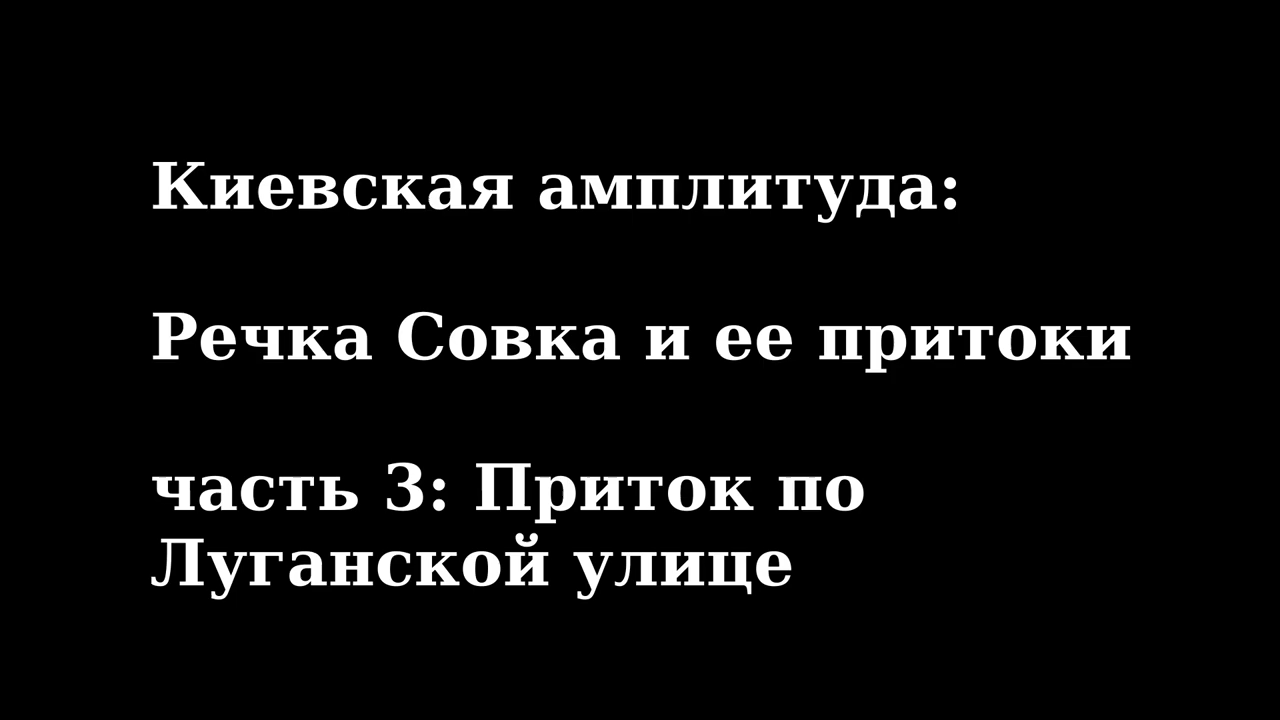 Киевская амплитуда:
Речка Совка и ее притоки
часть 3: Приток по
Луганской улице